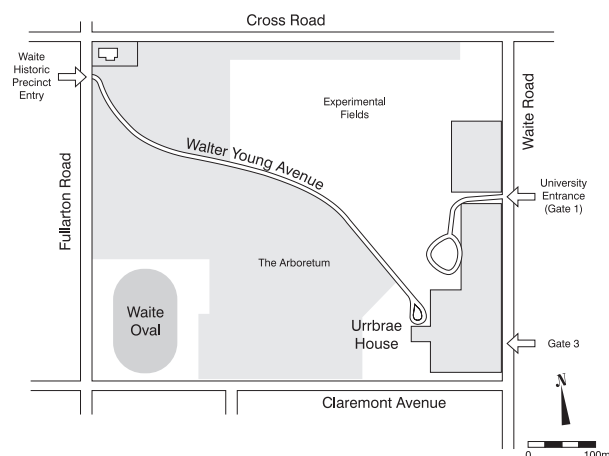 Cross Road
Waite
Historic
Precinct
Entry
Experimental
Fields
Waite Road
Walter Young Avenue
Fullarton Road
University
Entrance
(Gate 1)
The Arboretum
Waite
Oval
Urrbrae
House
Gate 3
N
Claremont Avenue
0 100m